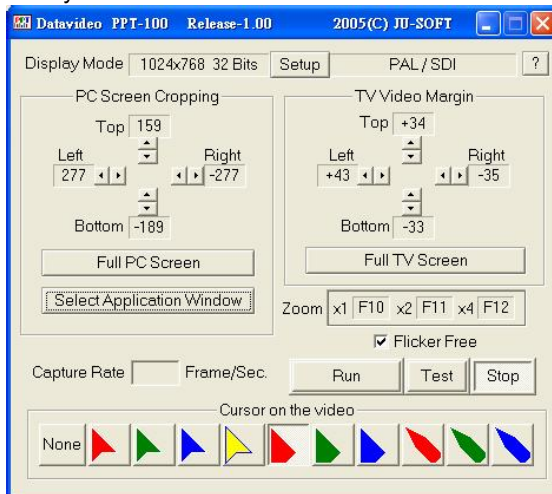 Datavideo PPT-100 Release-1.00 2005(C) JU-SOFT
Display Mode 1024x768 32 Bits Setup PAL/SDI ?
PC Screen Cropping
Top 159
Left Right
277 -277
Bottom -189
Full PC Screen
Select Application Window
TV Video Margin
Top +34
Left Right
+43 -35
Bottom -33
Full TV Screen
Zoom x1 F10 x2 F11 x4 F12
Flicker Free
Capture Rate Frame/Sec. Run Test Stop
Cursor on the video
None